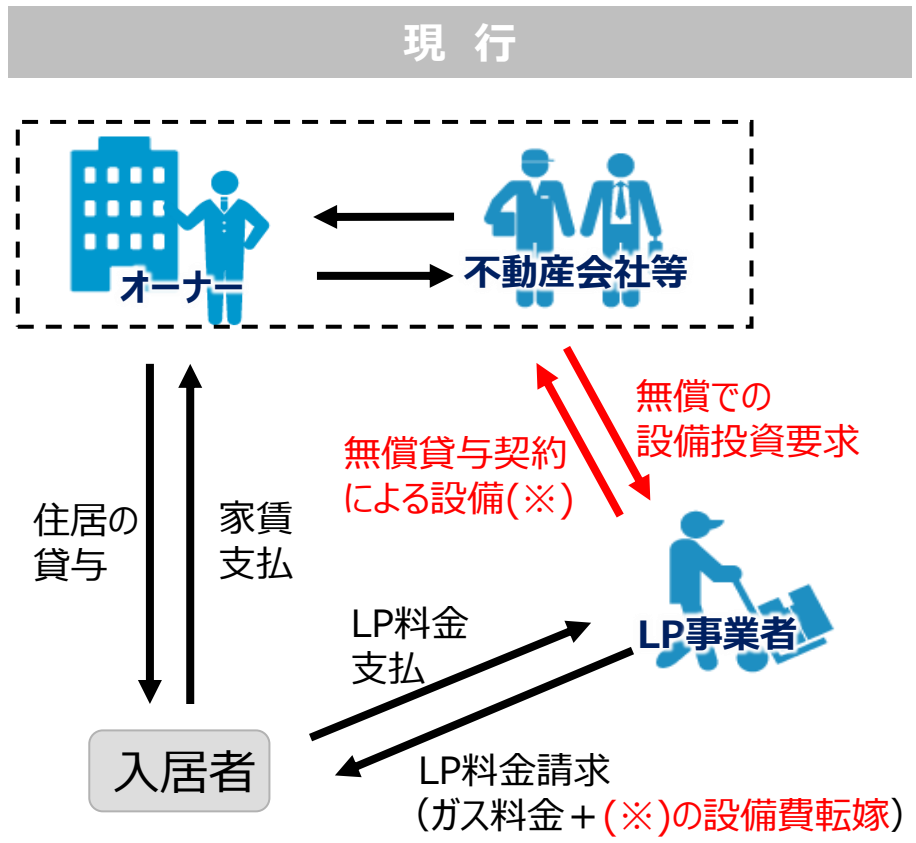 現 行
オーナー
不動産会社等
無償での
設備投資要求
無償貸与契約
による設備(※)
住居の
貸与
家賃
支払
LP料金
支払
LP事業者
入居者
LP料金請求
（ガス料金＋(※)の設備費転嫁）